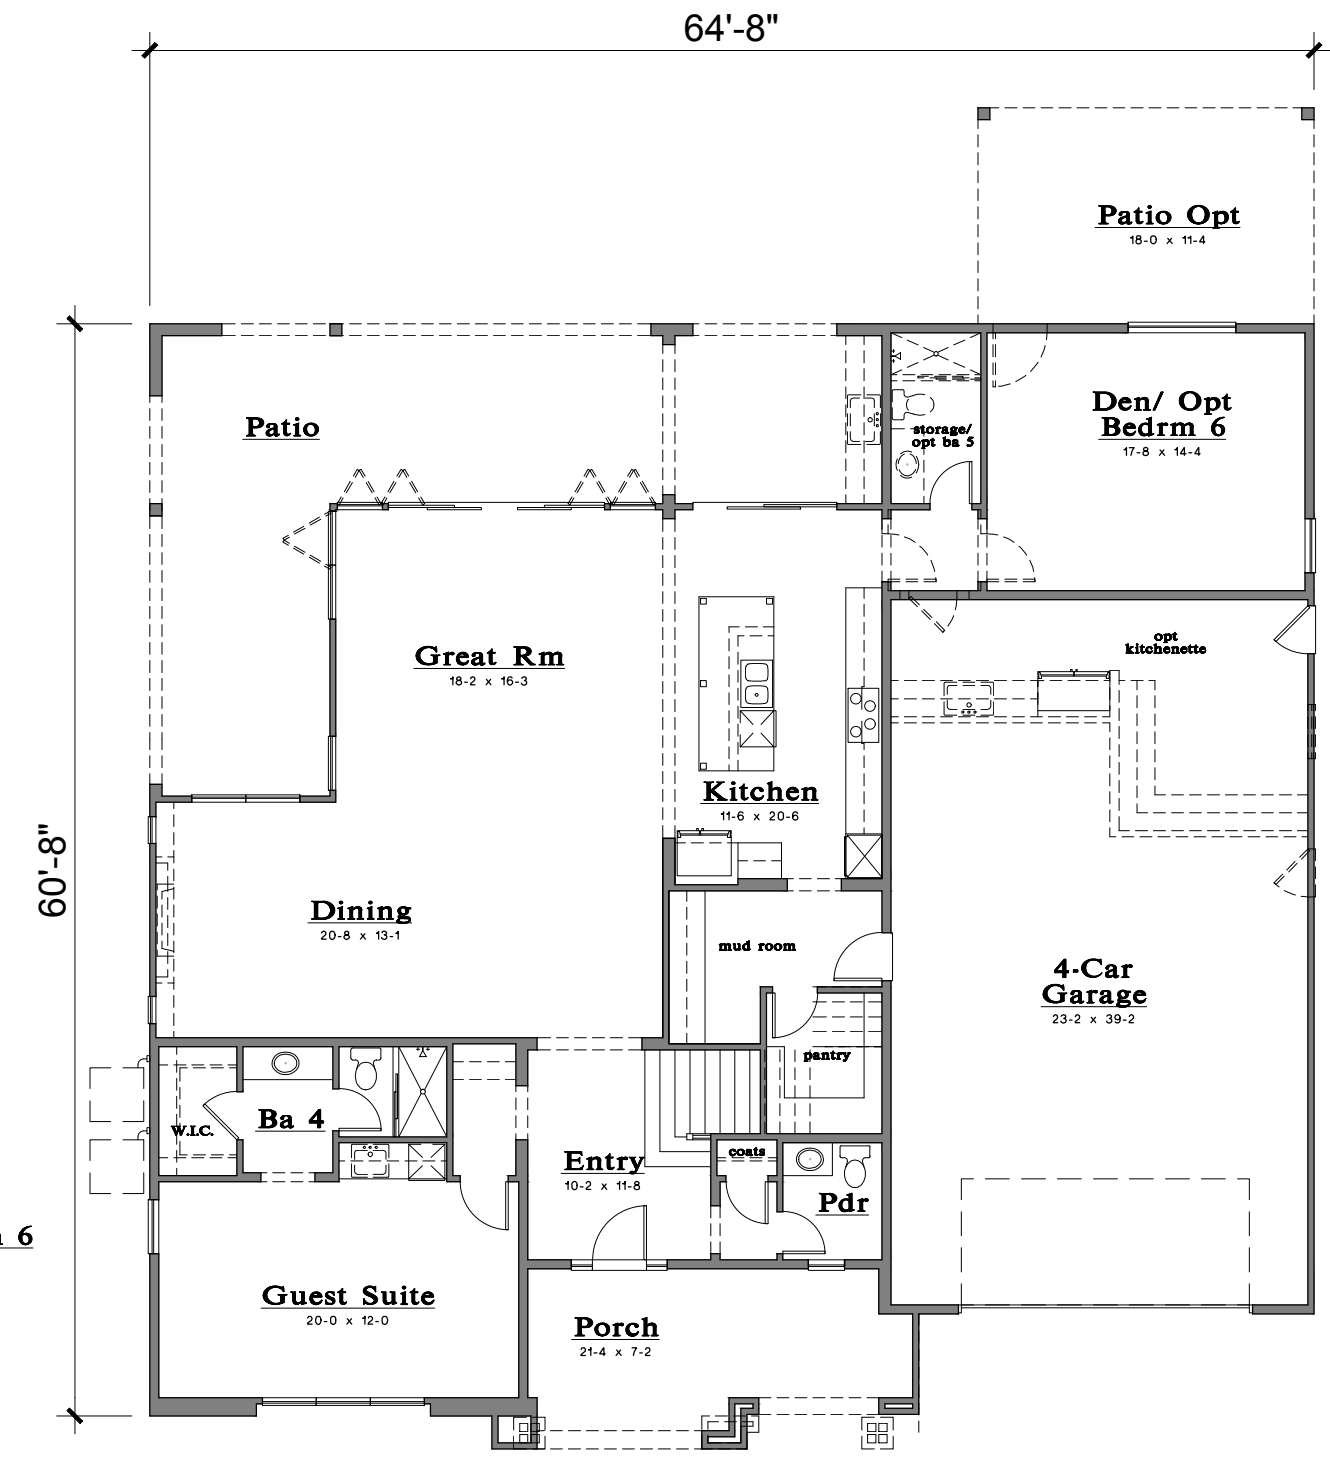 64'-8"
Patio Opt
18-0 x 11-4
Patio
storage/
opt ba 5
Den/ Opt
Bedrm 6
17-8 x 14-4
Great Rm
18-2 x 16-3
opt
kitchenette
Kitchen
11-6 x 20-6
60'-8"
Dining
20-8 x 13-1
mud room
4-Car
Garage
23-2 x 39-2
pantry
W.I.C.
Ba 4
Entry
10-2 x 11-8
coats
Pdr
6
Guest Suite
20-0 x 12-0
Porch
21-4 x 7-2